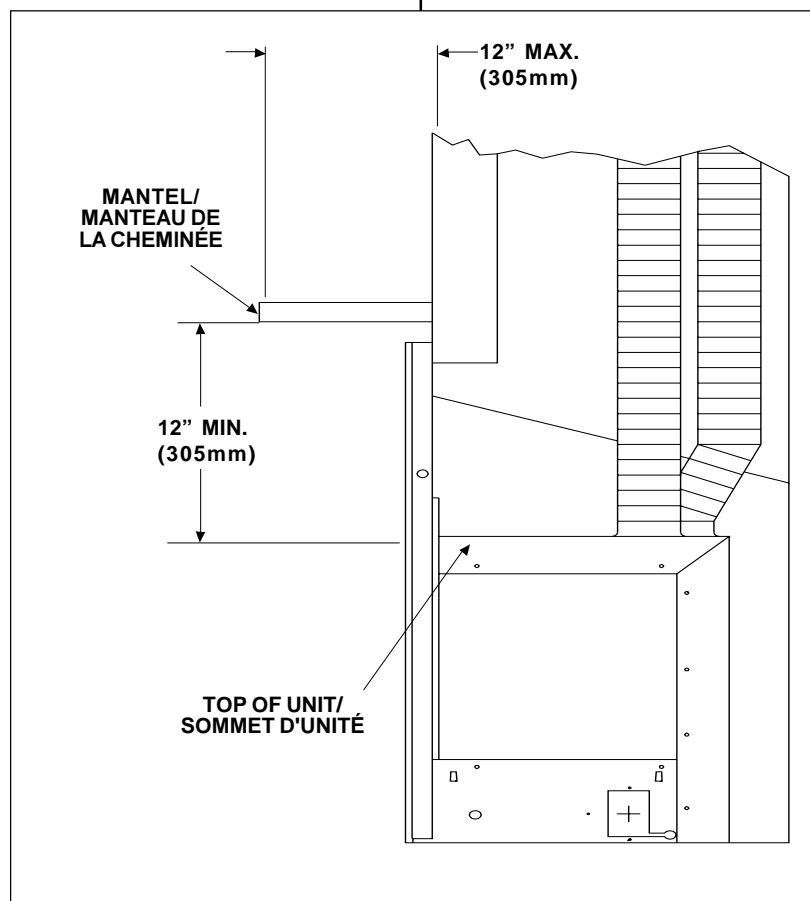 12” MAX.
(305mm)
MANTEL/
MANTEAU DE
LA CHEMINÉE
12” MIN.
(305mm)
TOP OF UNIT/
SOMMET D'UNITÉ